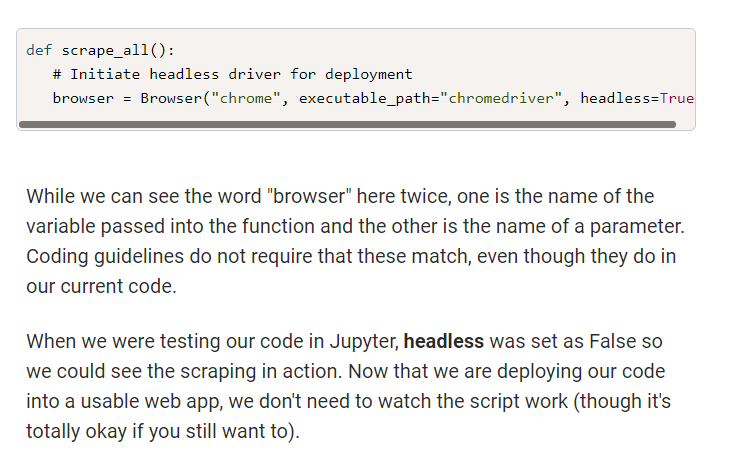 def scrape_all():
# Initiate headless driver for deployment
browser = Browser("chrome", executable_path="chromedriver", headless=True
While we can see the word "browser" here twice, one is the name of the
variable passed into the function and the other is the name of a parameter.
Coding guidelines do not require that these match, even though they do in
our current code.
When we were testing our code in Jupyter, headless was set as False so
we could see the scraping in action. Now that we are deploying our code
into a usable web app, we don't need to watch the script work (though it's
totally okay if you still want to).